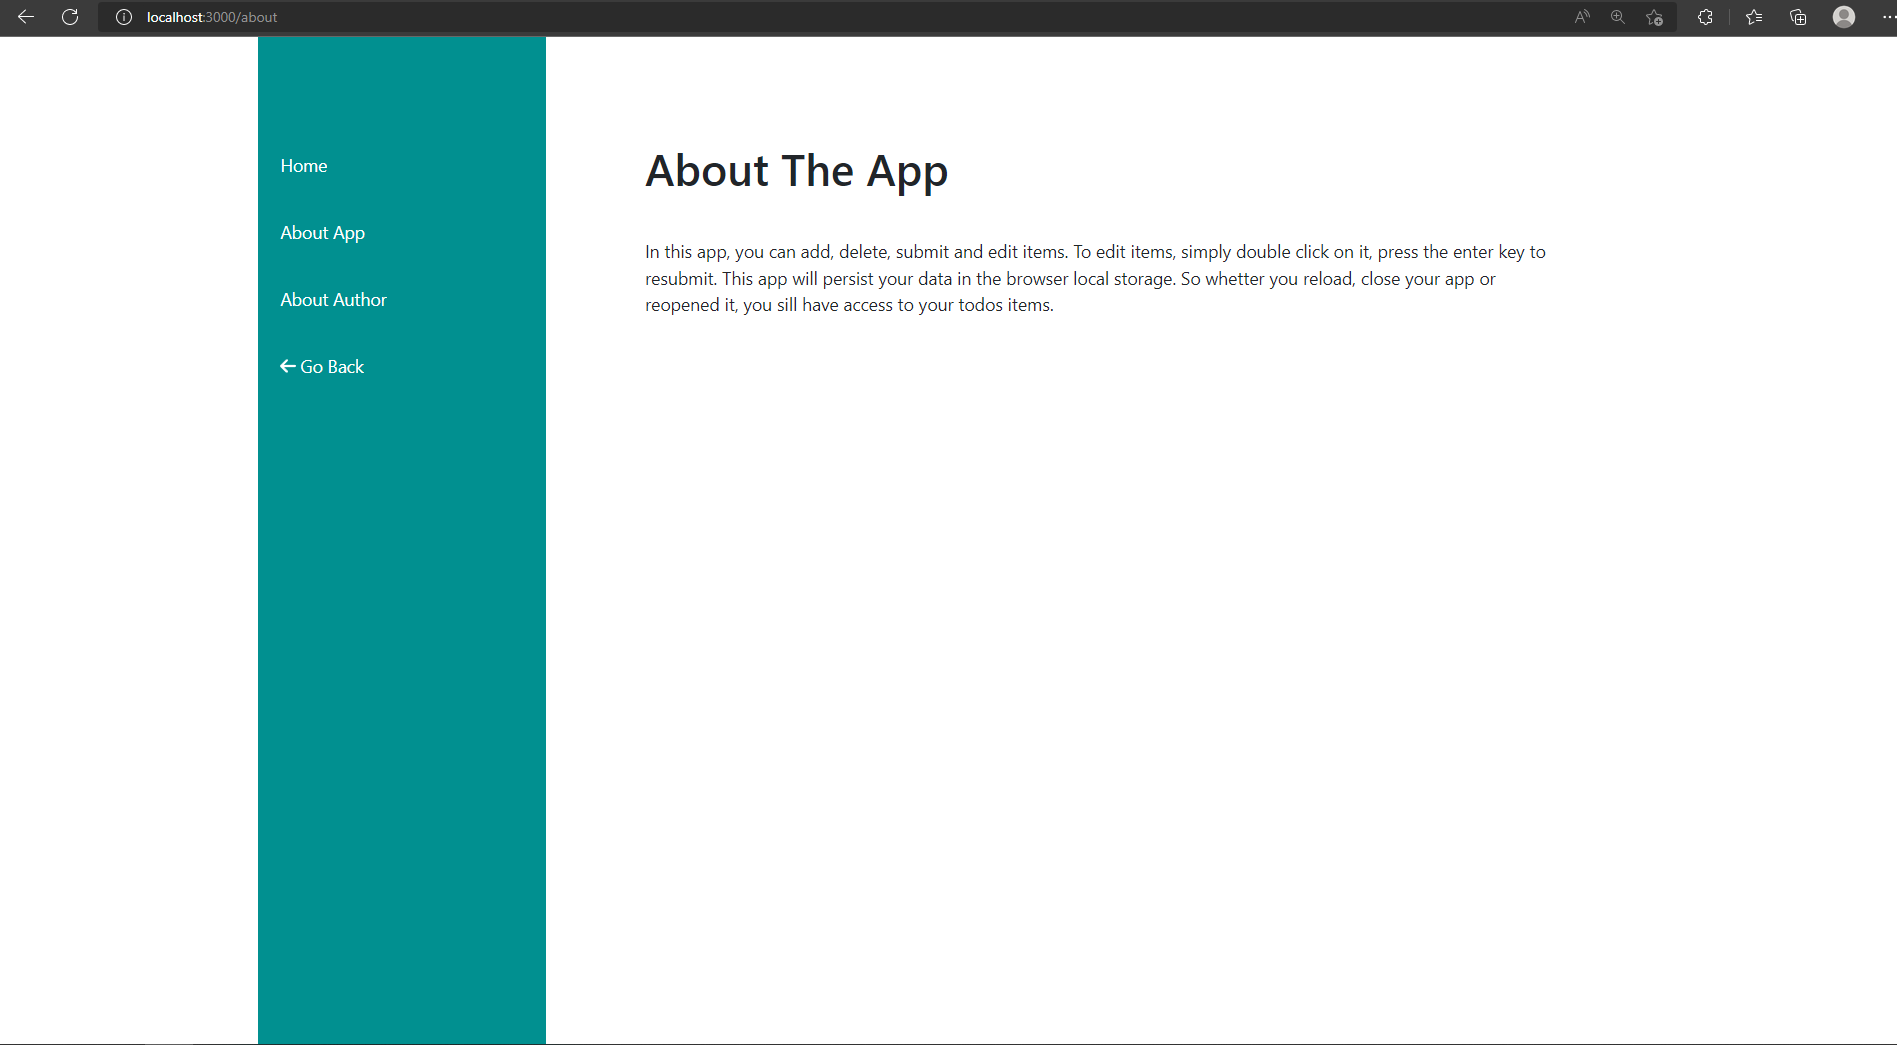 localhost:3000/about
Home
About App
About Author
Go Back
About The App
In this app, you can add, delete, submit and edit items. To edit items, simply double click on it, press the enter key to
resubmit. This app will persist your data in the browser local storage. So whetter you reload, close your app or
reopened it, you sill have access to your todos items.